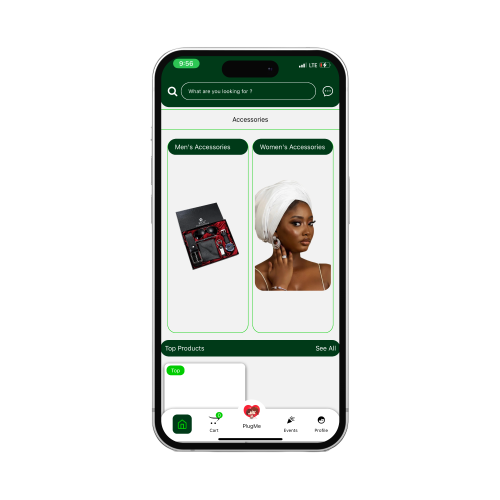 9:56
LTE
What are you looking for ?
Accessories
Men's Accessories
Women's Accessories
Top Products
See All
Top
Cart
PlugMe
Events
Profile